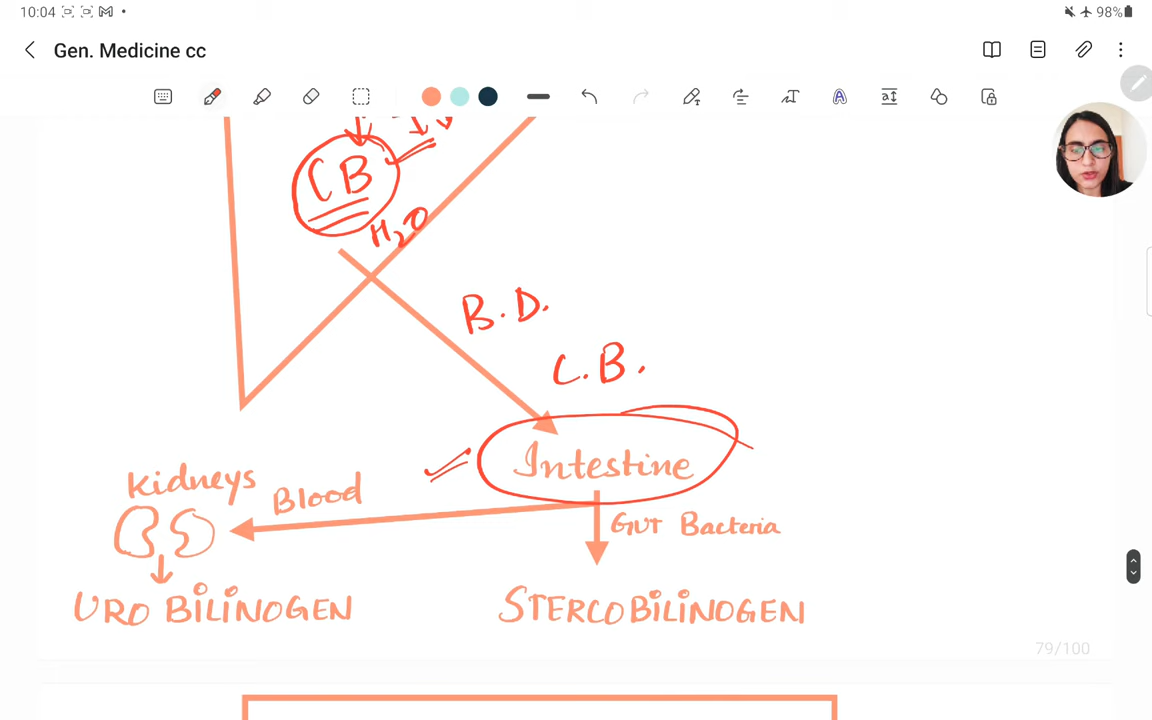 10:04
98%
Gen. Medicine cc
CB
H2O
B.D.
C.B.
Intestine
Kidneys
Blood
GUT Bacteria
URO BILINOGEN
STERCOBILINOGEN
79/100